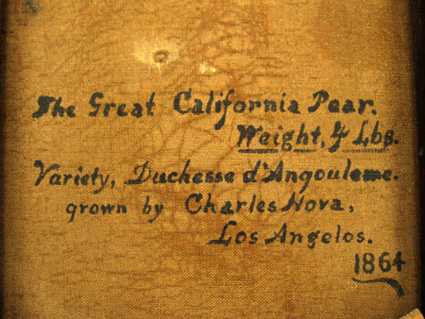 The Great California Pear.
Weight, 4 Lbs.
Variety, Duchesse d'Angouleme.
grown by Charles Nova,
Los Angelos.
1864